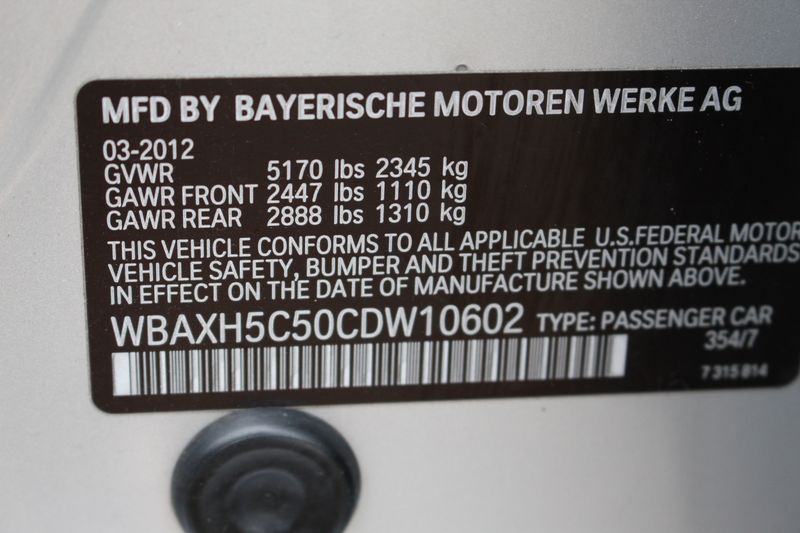 MFD BY BAYERISCHE MOTOREN WERKE AG
03-2012
GVWR 5170 lbs 2345 kg
GAWR FRONT 2447 lbs 1110 kg
GAWR REAR 2888 lbs 1310 kg
THIS VEHICLE CONFORMS TO ALL APPLICABLE U.S.FEDERAL MOTOR
VEHICLE SAFETY, BUMPER AND THEFT PREVENTION STANDARDS
IN EFFECT ON THE DATE OF MANUFACTURE SHOWN ABOVE.
WBAXH5C50CDW10602 TYPE: PASSENGER CAR
354/7
7 315 814